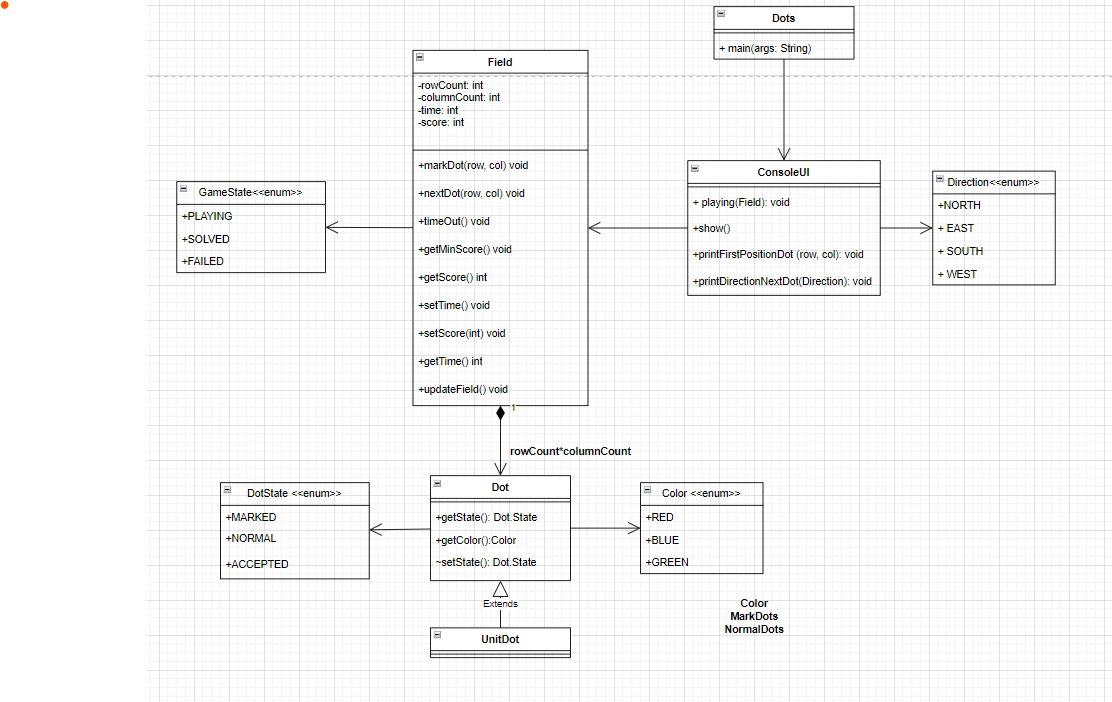 Dots
+ main(args: String)
Field
-rowCount: int
-columnCount: int
-time: int
-score: int
+markDot(row, col) void
+nextDot(row, col) void
+timeOut() void
+getMinScore() void
+getScore() int
+setTime() void
+setScore(int) void
+getTime() int
+updateField() void
GameState<<enum>>
+PLAYING
+SOLVED
+FAILED
ConsoleUI
+ playing(Field): void
+show()
+printFirstPositionDot (row, col): void
+printDirectionNextDot(Direction): void
Direction<<enum>>
+NORTH
+ EAST
+ SOUTH
+ WEST
1
rowCount*columnCount
DotState <<enum>>
+MARKED
+NORMAL
+ACCEPTED
Dot
+getState(): Dot.State
+getColor():Color
~setState(): Dot.State
Color <<enum>>
+RED
+BLUE
+GREEN
Extends
UnitDot
Color
MarkDots
NormalDots